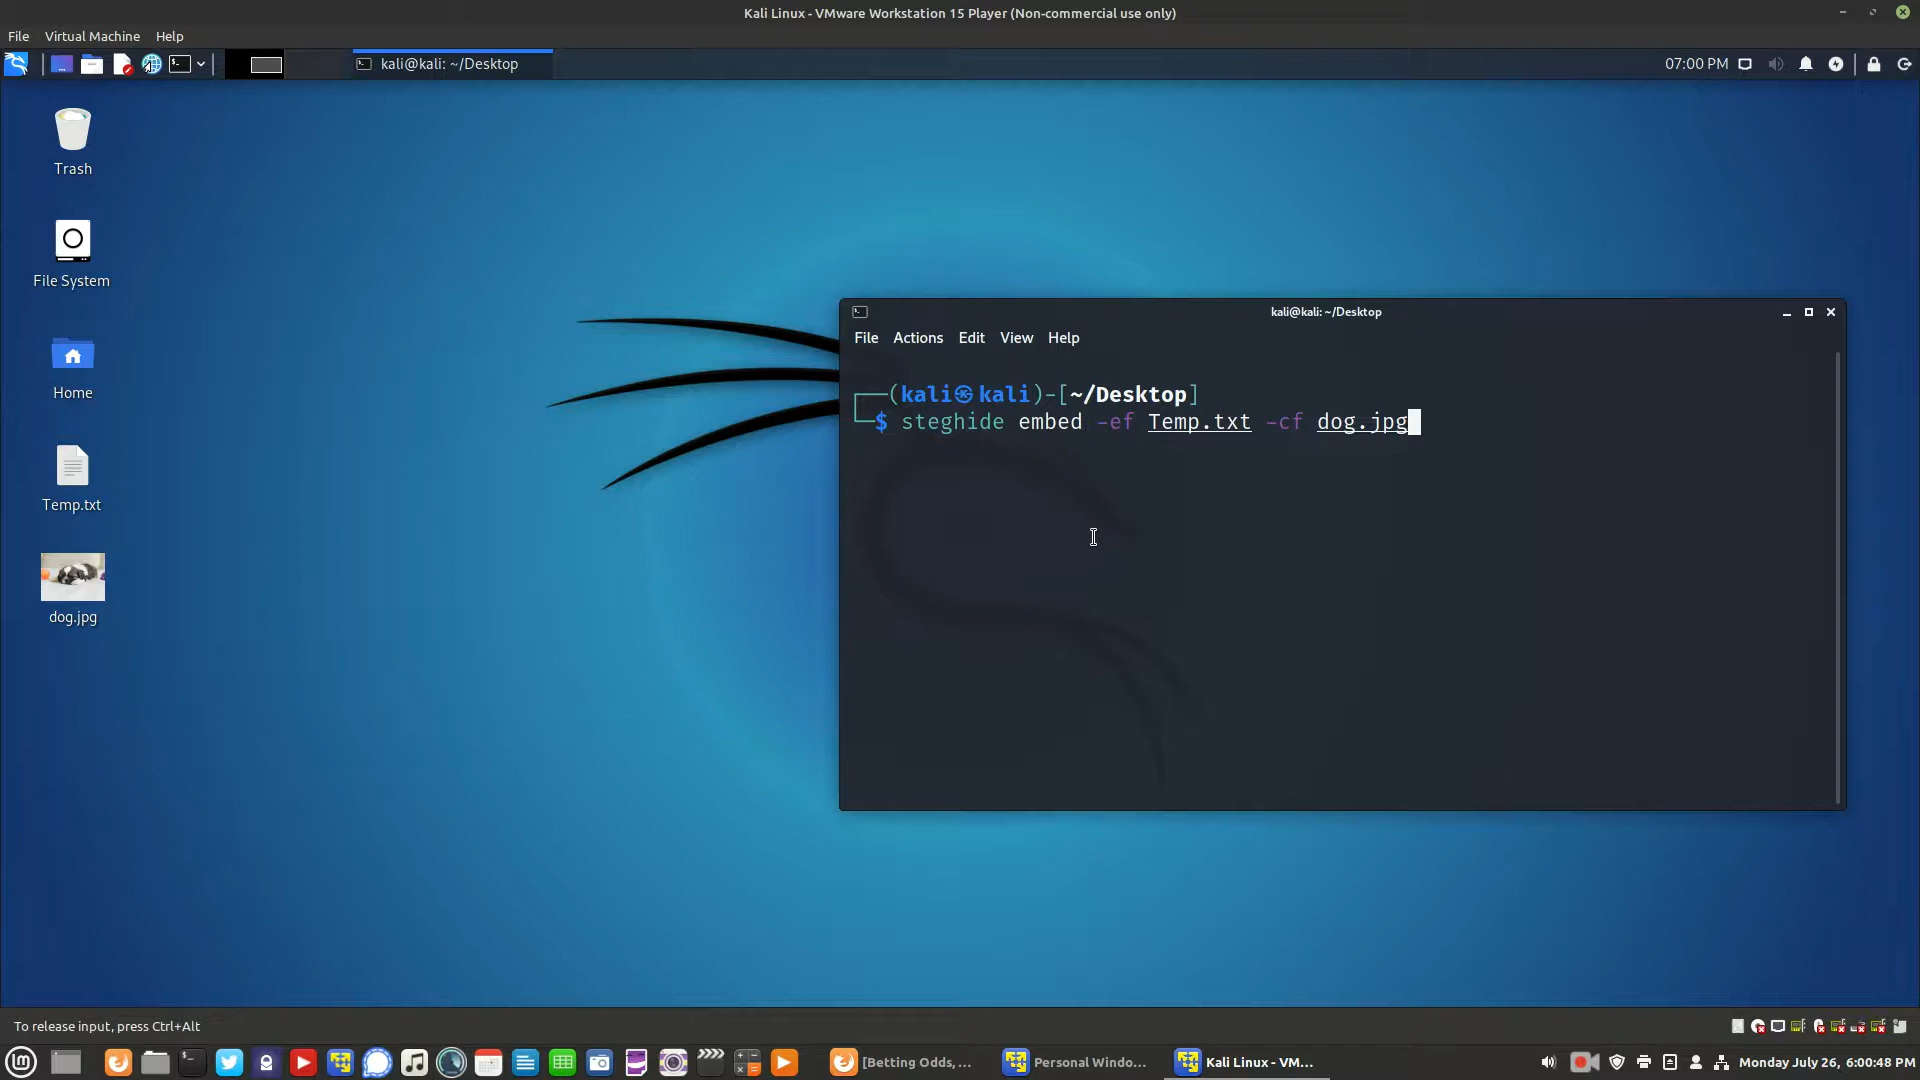 Kali Linux - VMware Workstation 15 Player (Non-commercial use only)
File Virtual Machine Help
kali@kali: ~/Desktop
07:00 PM
Trash
File System
Home
Temp.txt
dog.jpg
kali@kali: ~/Desktop
File Actions Edit View Help
┌──(kali㉿kali)-[~/Desktop]
└─$ steghide embed -ef Temp.txt -cf dog.jpg
To release input, press Ctrl+Alt
[Betting Odds, ...
Personal Windo...
Kali Linux - VM...
Monday July 26, 6:00:48 PM